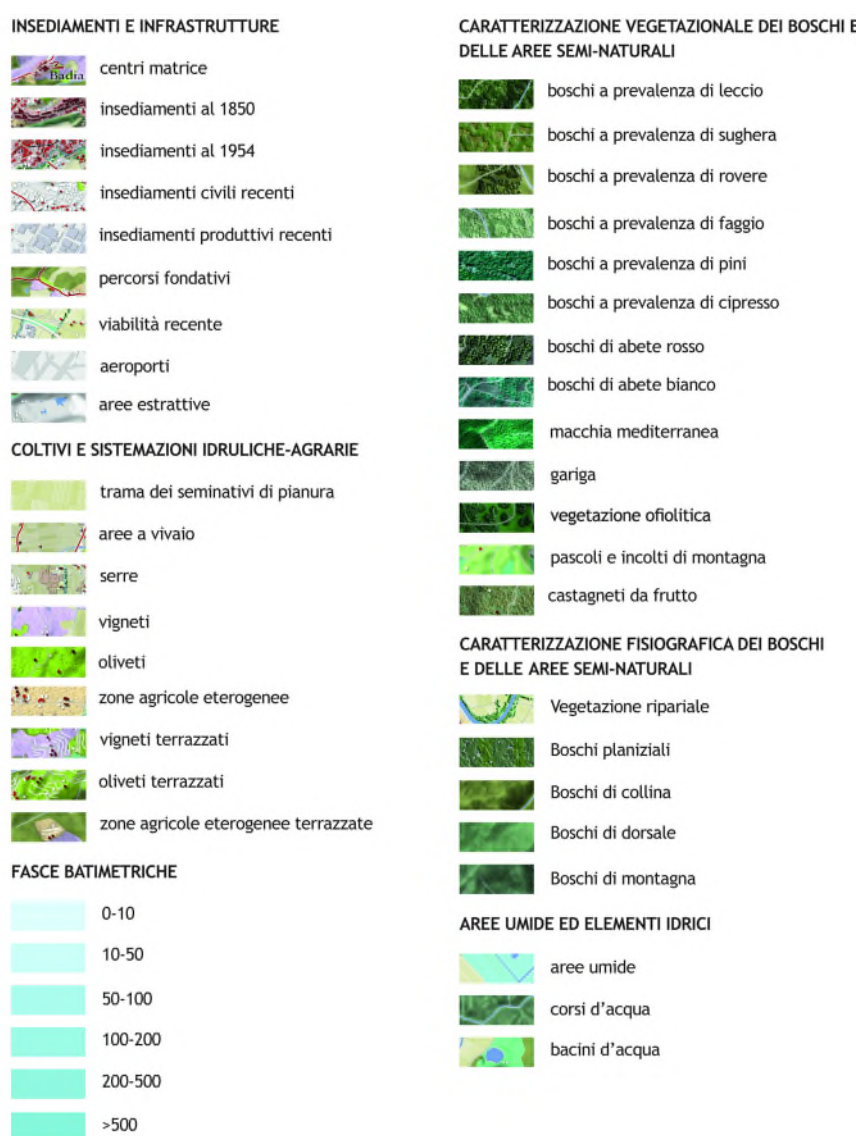 INSEDIAMENTI E INFRASTRUTTURE
Badia
centri matrice
insediamenti al 1850
insediamenti al 1954
insediamenti civili recenti
insediamenti produttivi recenti
percorsi fondativi
viabilità recente
aeroporti
aree estrattive
COLTIVI E SISTEMAZIONI IDRULICHE-AGRARIE
trama dei seminativi di pianura
aree a vivaio
serre
vigneti
oliveti
zone agricole eterogenee
vigneti terrazzati
oliveti terrazzati
zone agricole eterogenee terrazzate
FASCE BATIMETRICHE
0-10
10-50
50-100
100-200
200-500
>500
CARATTERIZZAZIONE VEGETAZIONALE DEI BOSCHI E
DELLE AREE SEMI-NATURALI
boschi a prevalenza di leccio
boschi a prevalenza di sughera
boschi a prevalenza di rovere
boschi a prevalenza di faggio
boschi a prevalenza di pini
boschi a prevalenza di cipresso
boschi di abete rosso
boschi di abete bianco
macchia mediterranea
gariga
vegetazione ofiolitica
pascoli e incolti di montagna
castagneti da frutto
CARATTERIZZAZIONE FISIOGRAFICA DEI BOSCHI
E DELLE AREE SEMI-NATURALI
Vegetazione ripariale
Boschi planiziali
Boschi di collina
Boschi di dorsale
Boschi di montagna
AREE UMIDE ED ELEMENTI IDRICI
aree umide
corsi d'acqua
bacini d'acqua